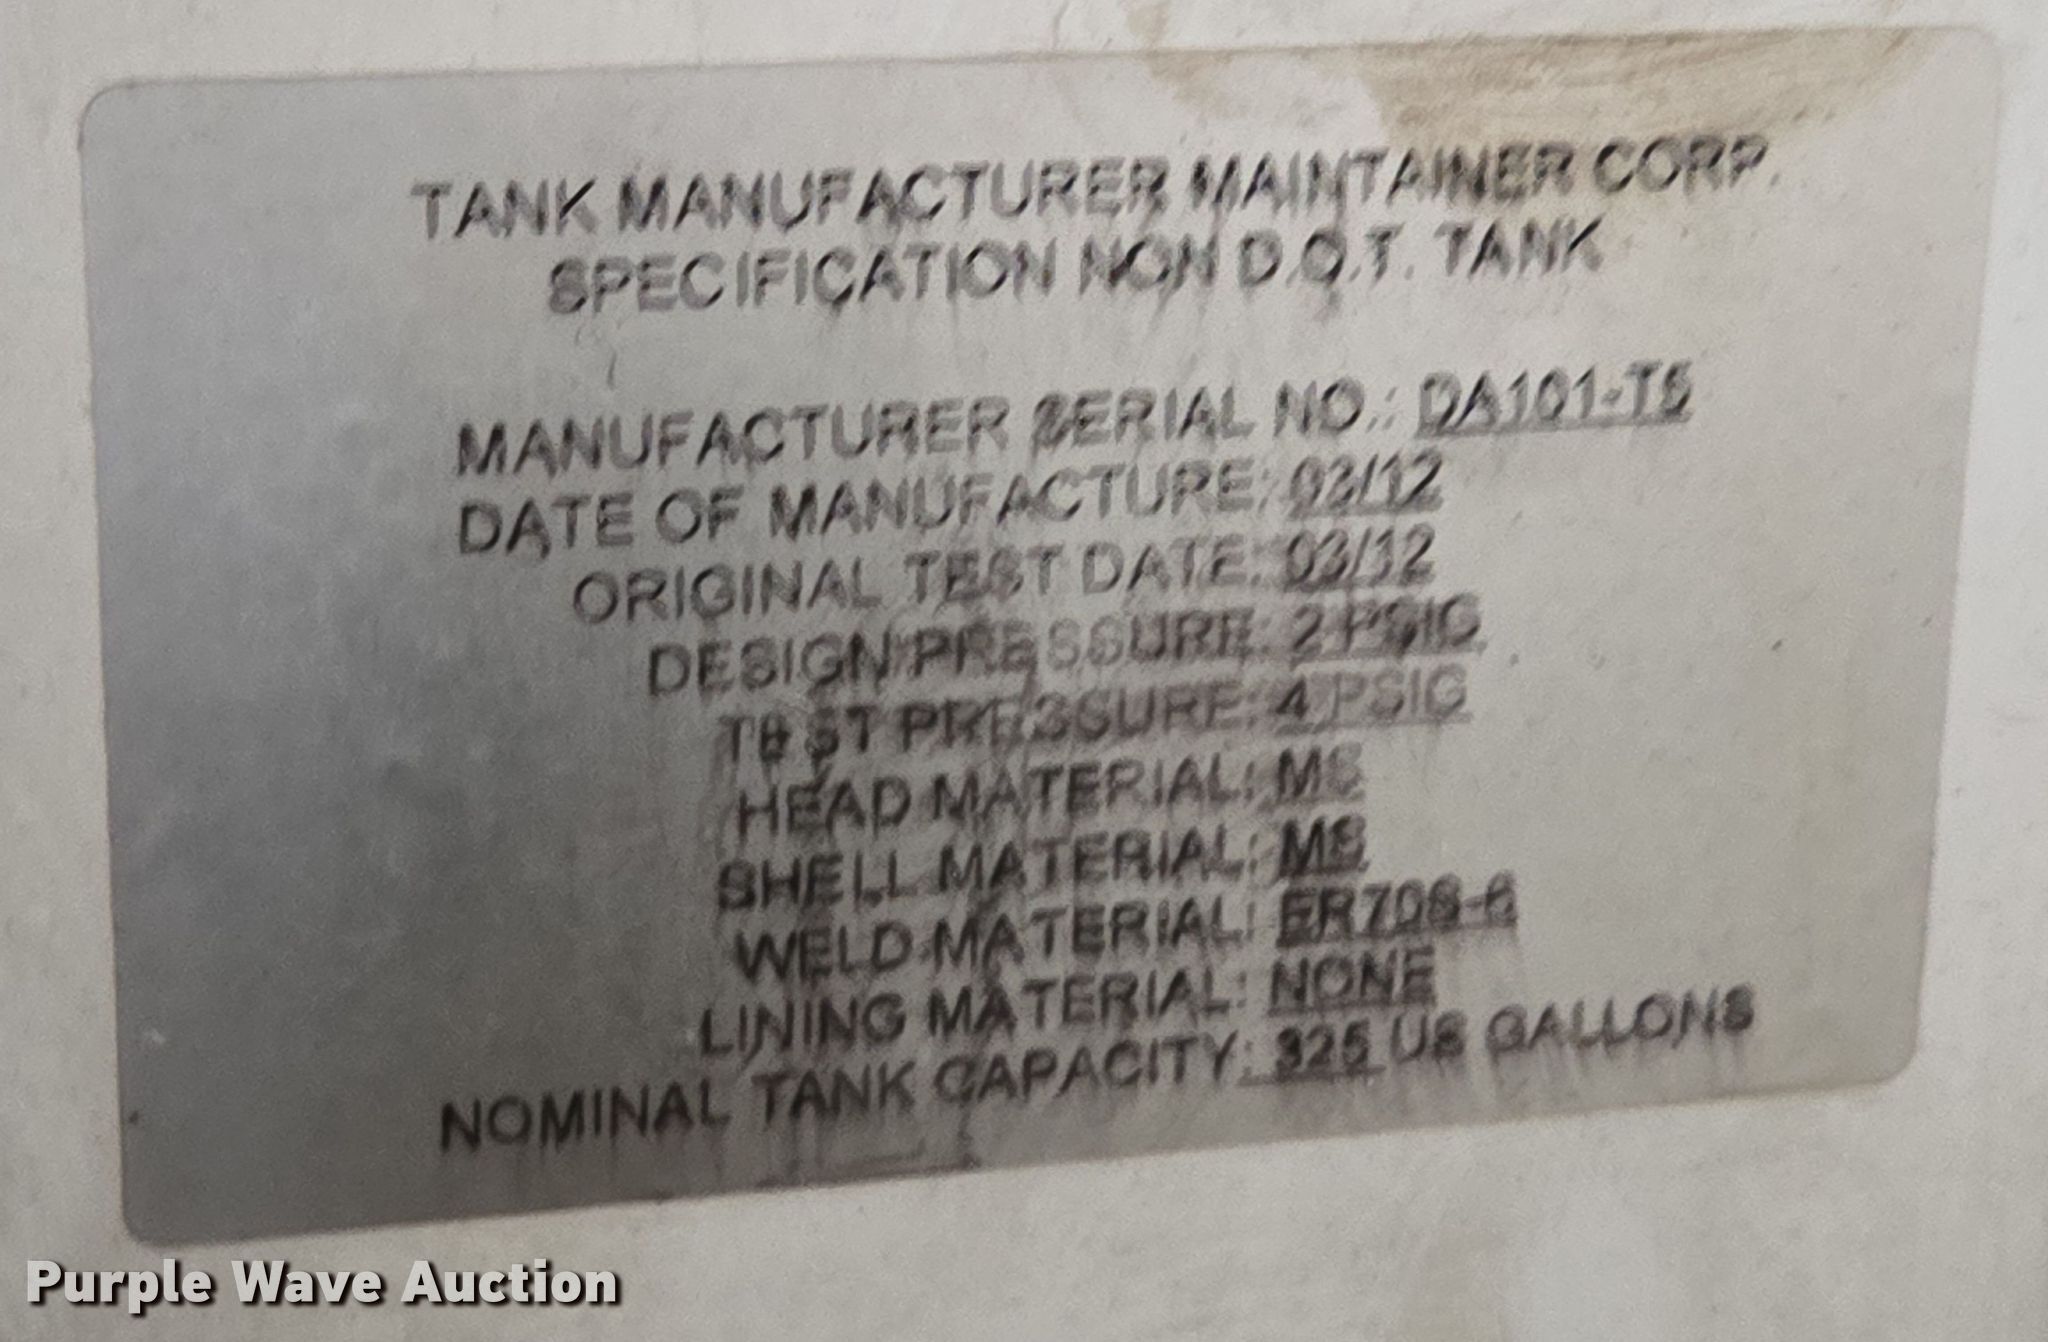 TANK MANUFACTURER MAINTAINER CORP.
SPECIFICATION NON D.O.T. TANK
MANUFACTURER SERIAL NO.: DA101-T5
DATE OF MANUFACTURE: 03/12
ORIGINAL TEST DATE: 03/12
DESIGN PRESSURE: 2 PSIG
TEST PRESSURE: 4 PSIG
HEAD MATERIAL: MS
SHELL MATERIAL: MS
WELD MATERIAL: ER70S-6
LINING MATERIAL: NONE
NOMINAL TANK CAPACITY: 325 US GALLONS
Purple Wave Auction